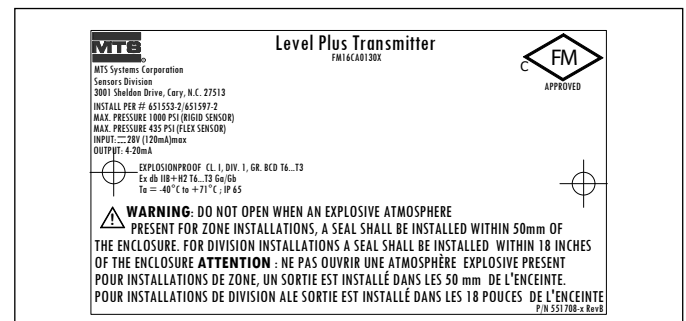 MTS
Level Plus Transmitter
FM16CA0130X
C FM
APPROVED
MTS Systems Corporation
Sensors Division
3001 Sheldon Drive, Cary, N.C. 27513
INSTALL PER # 651553-2/651597-2
MAX. PRESSURE 1000 PSI (RIGID SENSOR)
MAX. PRESSURE 435 PSI (FLEX SENSOR)
INPUT: ⎓28V (120mA)max
OUTPUT: 4-20mA
EXPLOSIONPROOF CL. I, DIV. 1, GR. BCD T6...T3
Ex db IIB+H2 T6...T3 Ga/Gb
Ta = -40°C to +71°C ; IP 65
WARNING: DO NOT OPEN WHEN AN EXPLOSIVE ATMOSPHERE
PRESENT FOR ZONE INSTALLATIONS, A SEAL SHALL BE INSTALLED WITHIN 50mm OF
THE ENCLOSURE. FOR DIVISION INSTALLATIONS A SEAL SHALL BE INSTALLED WITHIN 18 INCHES
OF THE ENCLOSURE ATTENTION : NE PAS OUVRIR UNE ATMOSPHÈRE EXPLOSIVE PRESENT
POUR INSTALLATIONS DE ZONE, UN SORTIE EST INSTALLÉ DANS LES 50 mm DE L'ENCEINTE.
POUR INSTALLATIONS DE DIVISION ALE SORTIE EST INSTALLÉ DANS LES 18 POUCES DE L'ENCEINTE
P/N 551708-x RevB